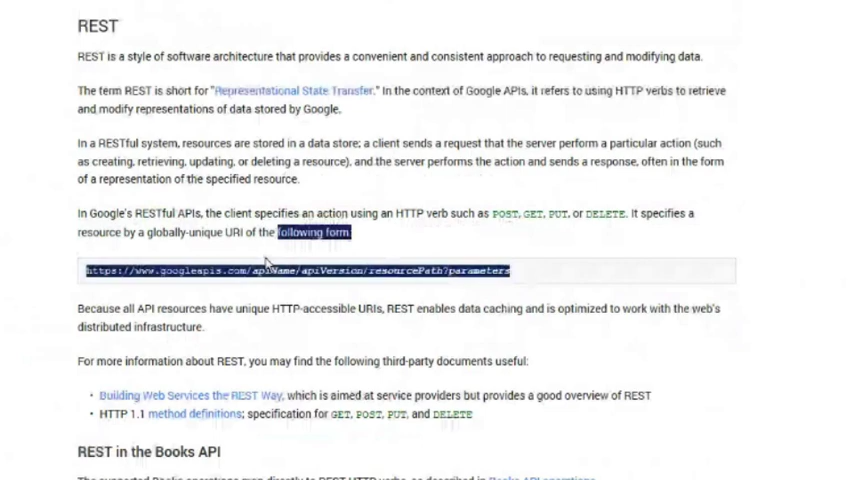 REST
REST is a style of software architecture that provides a convenient and consistent approach to requesting and modifying data.
The term REST is short for "Representational State Transfer." In the context of Google APIs, it refers to using HTTP verbs to retrieve
and modify representations of data stored by Google.
In a RESTful system, resources are stored in a data store; a client sends a request that the server perform a particular action (such
as creating, retrieving, updating, or deleting a resource), and the server performs the action and sends a response, often in the form
of a representation of the specified resource.
In Google's RESTful APIs, the client specifies an action using an HTTP verb such as POST, GET, PUT, or DELETE. It specifies a
resource by a globally-unique URI of the following form:
https://www.googleapis.com/apiName/apiVersion/resourcePath?parameters
Because all API resources have unique HTTP-accessible URIs, REST enables data caching and is optimized to work with the web's
distributed infrastructure.
For more information about REST, you may find the following third-party documents useful:
• Building Web Services the REST Way, which is aimed at service providers but provides a good overview of REST
• HTTP 1.1 method definitions; specification for GET, POST, PUT, and DELETE
REST in the Books API
The supported Books operations map directly to REST HTTP verbs, as described in Books API operations.